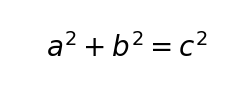 a² + b² = c²